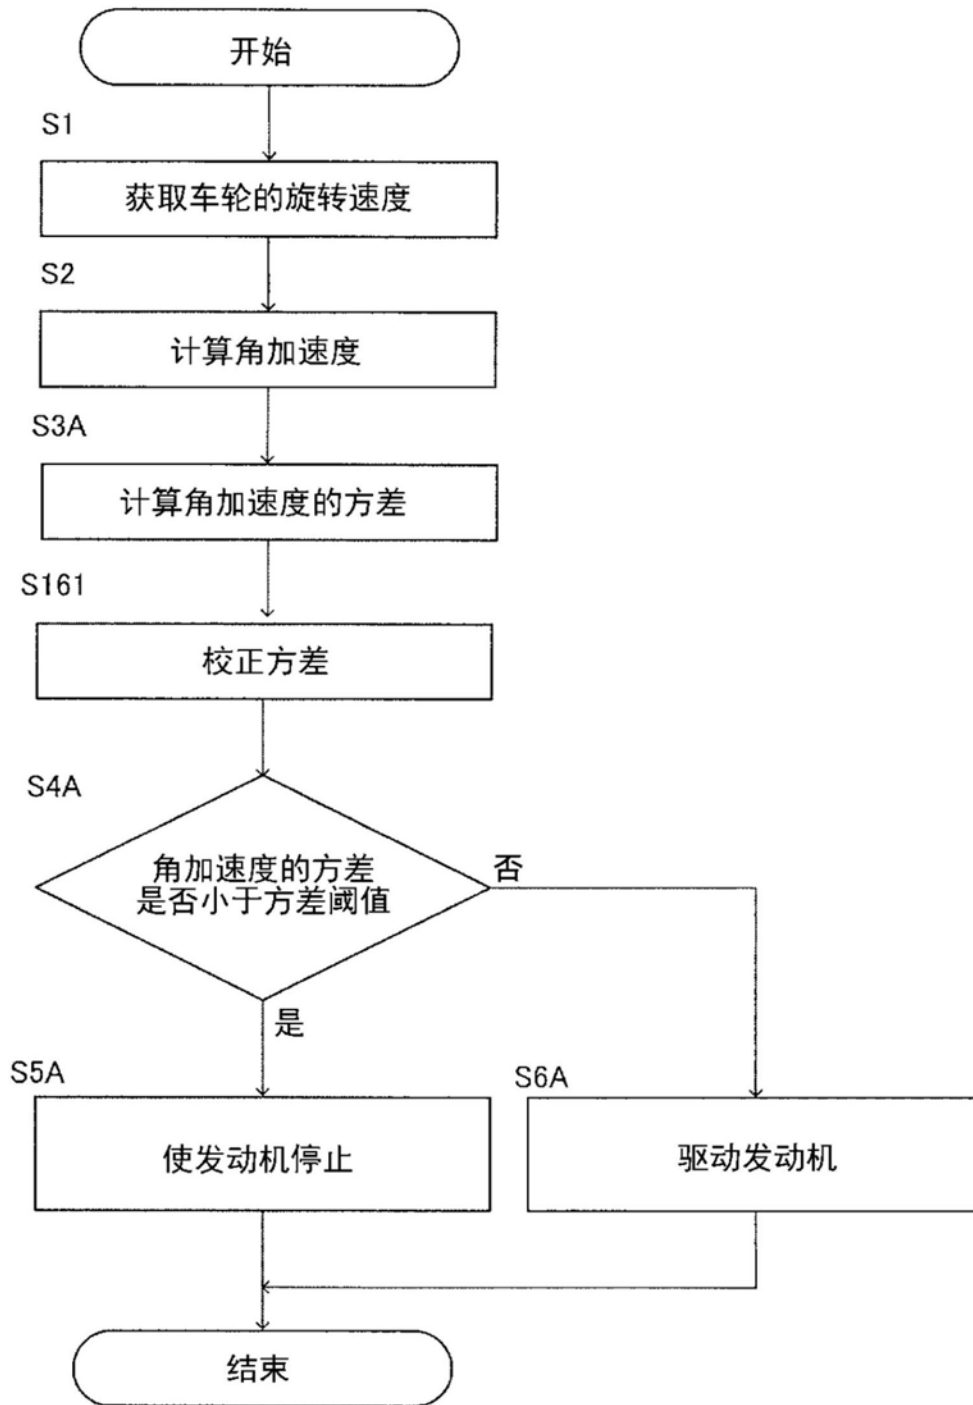 开始
S1
获取车轮的旋转速度
S2
计算角加速度
S3A
计算角加速度的方差
S161
校正方差
S4A
角加速度的方差
是否小于方差阈值
否
是
S5A
使发动机停止
S6A
驱动发动机
结束